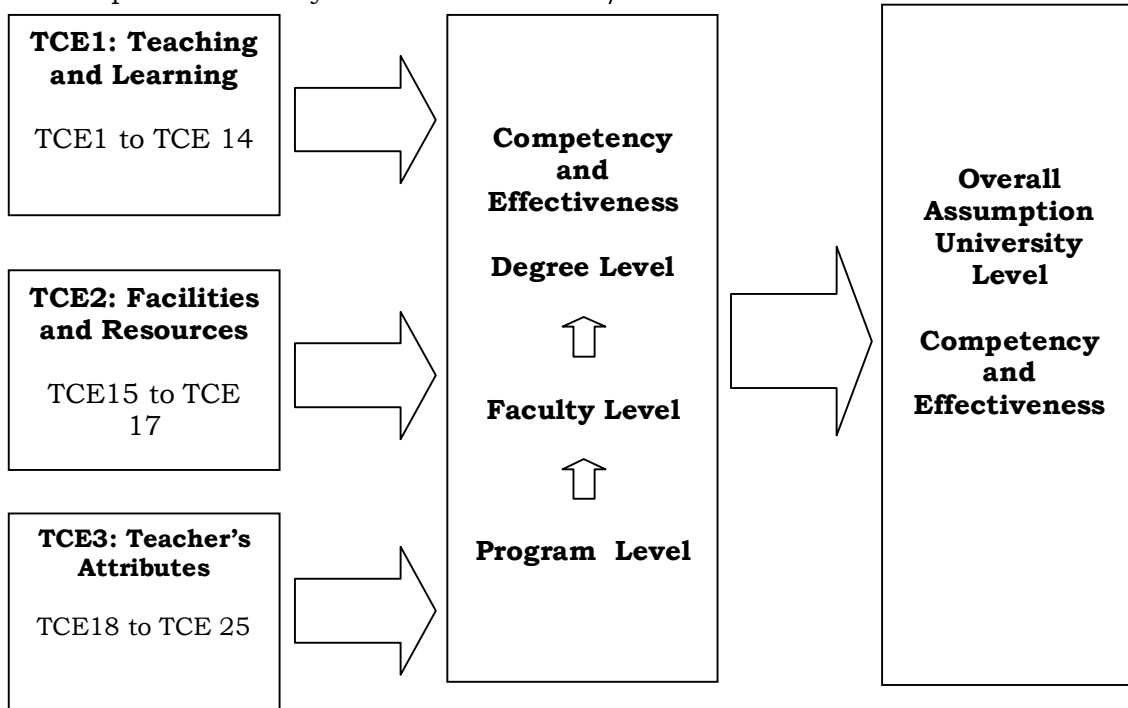 TCE1: Teaching
and Learning
TCE1 to TCE 14
TCE2: Facilities
and Resources
TCE15 to TCE
17
TCE3: Teacher’s
Attributes
TCE18 to TCE 25
Competency
and
Effectiveness
Degree Level
Faculty Level
Program Level
Overall
Assumption
University
Level
Competency
and
Effectiveness